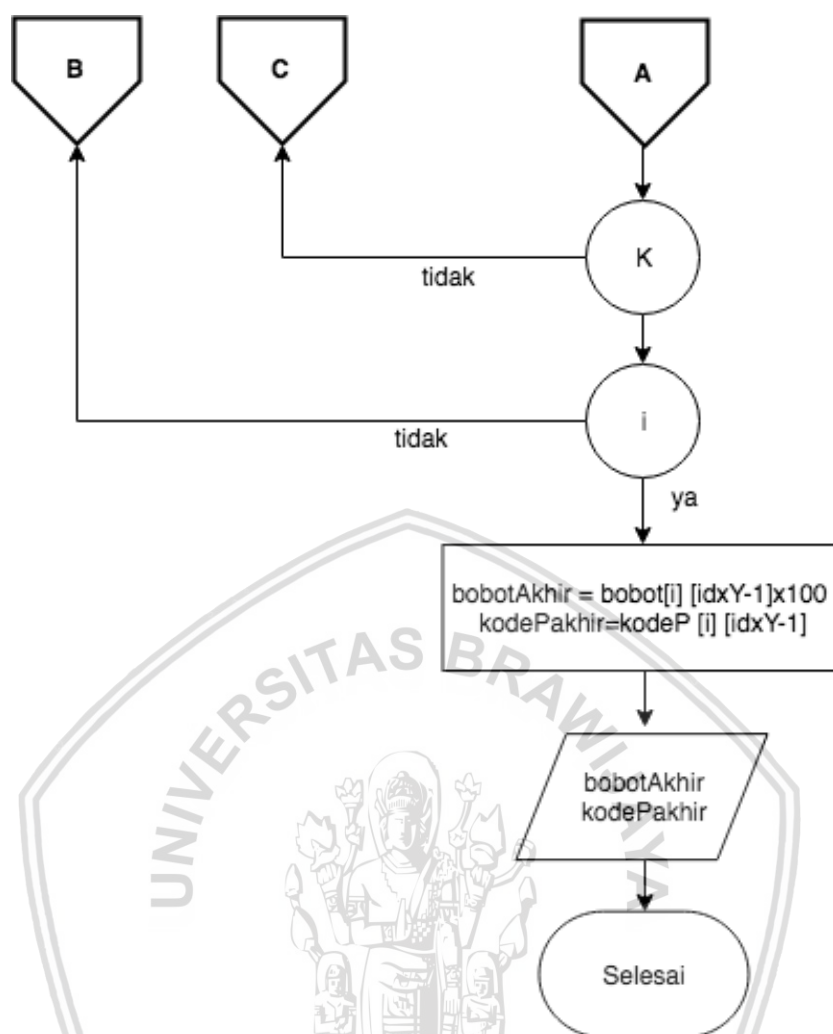 B
C
A
K
tidak
i
tidak
ya
bobotAkhir = bobot[i] [idxY-1]x100
kodePakhir=kodeP [i] [idxY-1]
UNIVERSITAS BRAWIJAYA
bobotAkhir
kodePakhir
Selesai